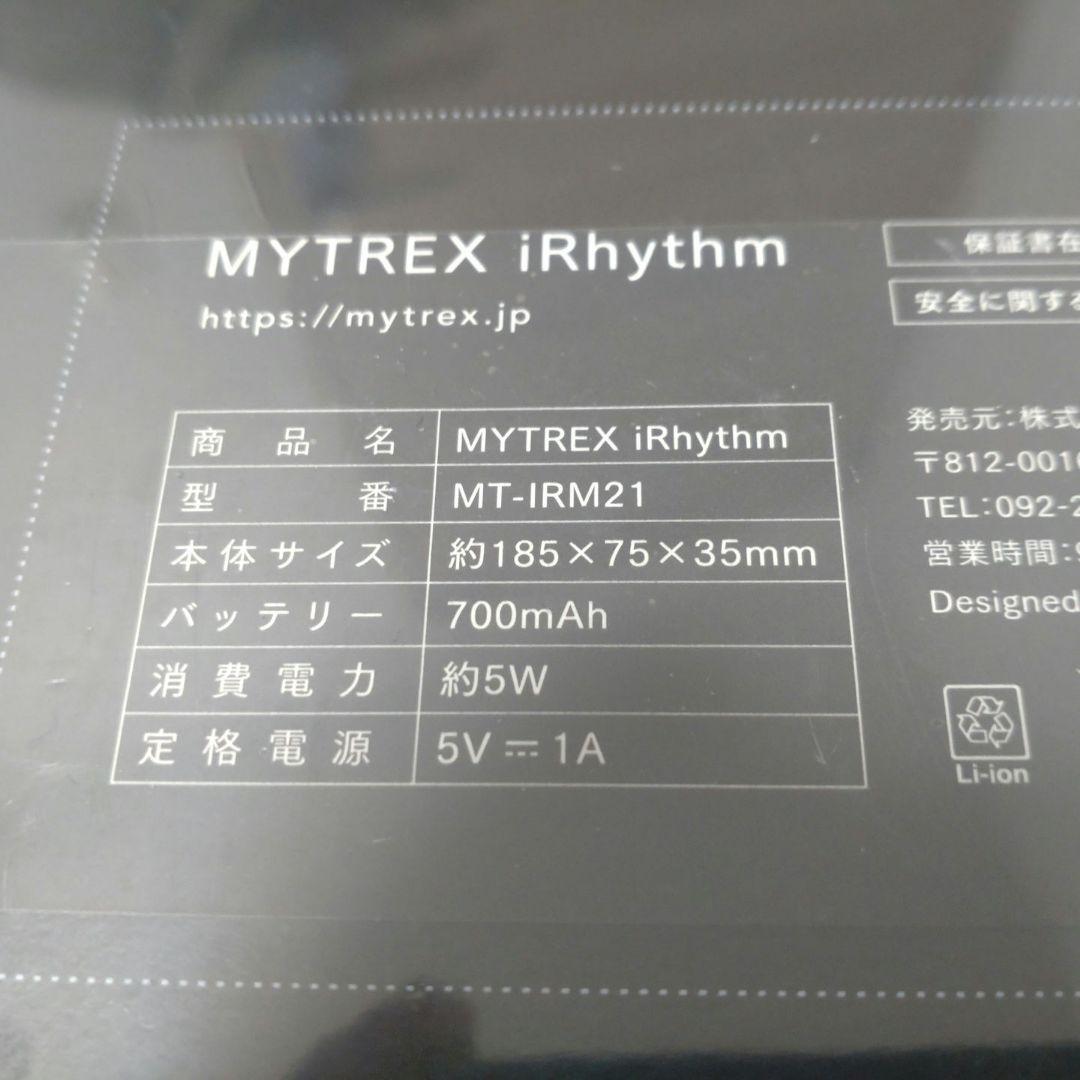 MYTREX iRhythm
https://mytrex.jp
保証書在
安全に関する
商品名 MYTREX iRhythm
型番 MT-IRM21
本体サイズ 約185×75×35mm
バッテリー 700mAh
消費電力 約5W
定格電源 5V⎓1A
発売元:株式
〒812-0016
TEL:092-2
営業時間:9
Designed
Li-ion